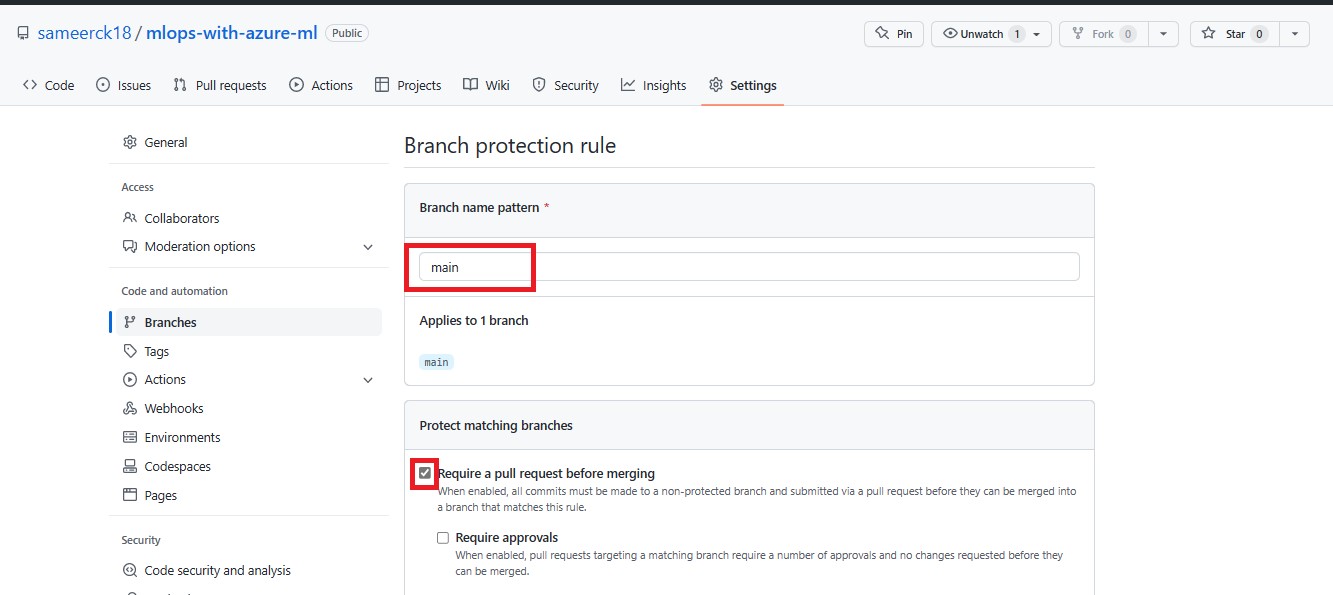 sameerck18 / mlops-with-azure-ml Public
Pin Unwatch 1 Fork 0 Star 0
Code Issues Pull requests Actions Projects Wiki Security Insights Settings
General
Access
Collaborators
Moderation options
Code and automation
Branches
Tags
Actions
Webhooks
Environments
Codespaces
Pages
Security
Code security and analysis
Branch protection rule
Branch name pattern *
main
Applies to 1 branch
main
Protect matching branches
Require a pull request before merging
When enabled, all commits must be made to a non-protected branch and submitted via a pull request before they can be merged into
a branch that matches this rule.
Require approvals
When enabled, pull requests targeting a matching branch require a number of approvals and no changes requested before they
can be merged.